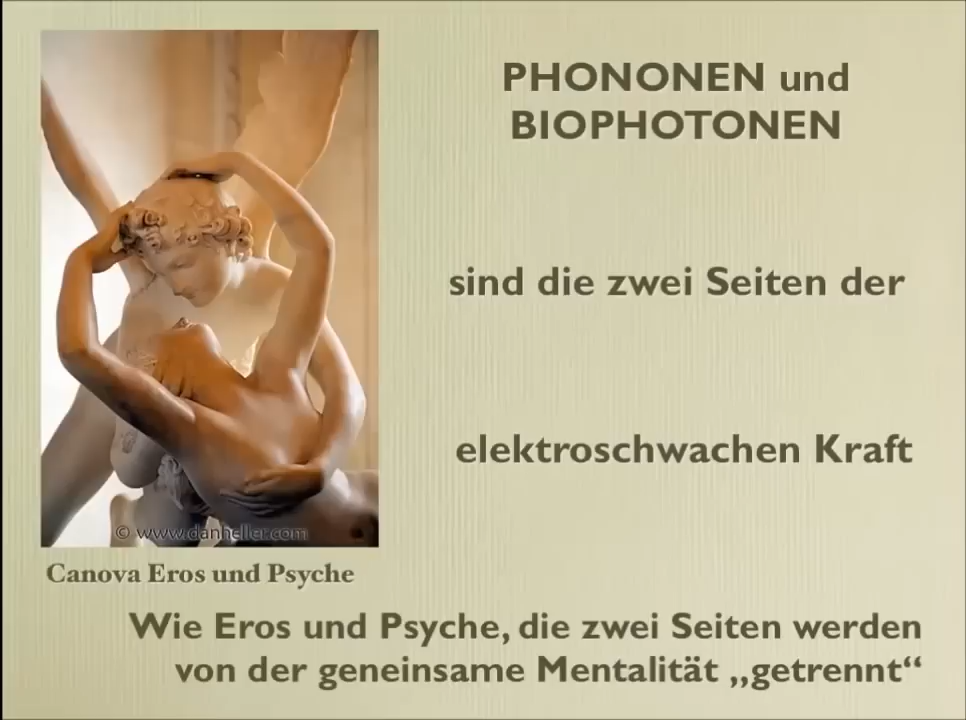 PHONONEN und
BIOPHOTONEN
sind die zwei Seiten der
elektroschwachen Kraft
© www.danheller.com
Canova Eros und Psyche
Wie Eros und Psyche, die zwei Seiten werden
von der geneinsame Mentalität „getrennt“